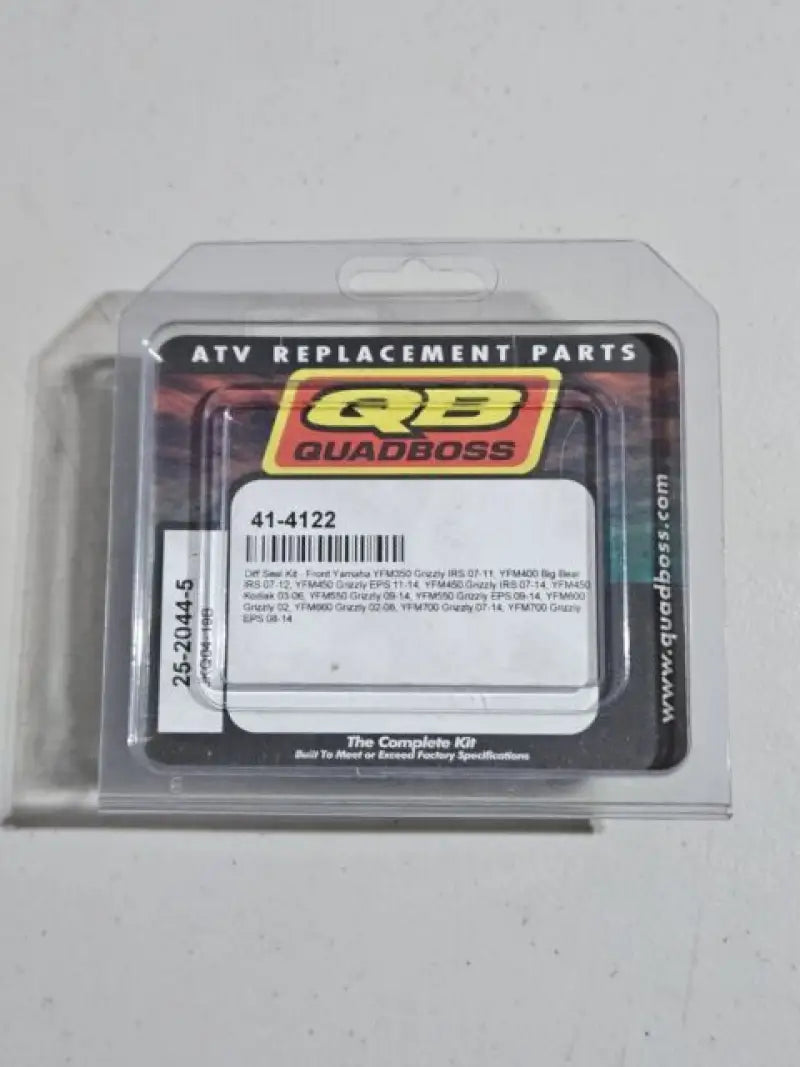 ATV REPLACEMENT PARTS
QB
QUADBOSS
41-4122
Diff Seal Kit - Front Yamaha YFM350 Grizzly IRS 07-11, YFM400 Big Bear
IRS 07-12, YFM450 Grizzly EPS 11-14, YFM450 Grizzly IRS 07-14, YFM450
Kodiak 03-06, YFM550 Grizzly 09-14, YFM550 Grizzly EPS 09-14, YFM600
Grizzly 02, YFM660 Grizzly 02-08, YFM700 Grizzly 07-14, YFM700 Grizzly
EPS 08-14
25-2044-5
www.quadboss.com
The Complete Kit
Built To Meet or Exceed Factory Specifications